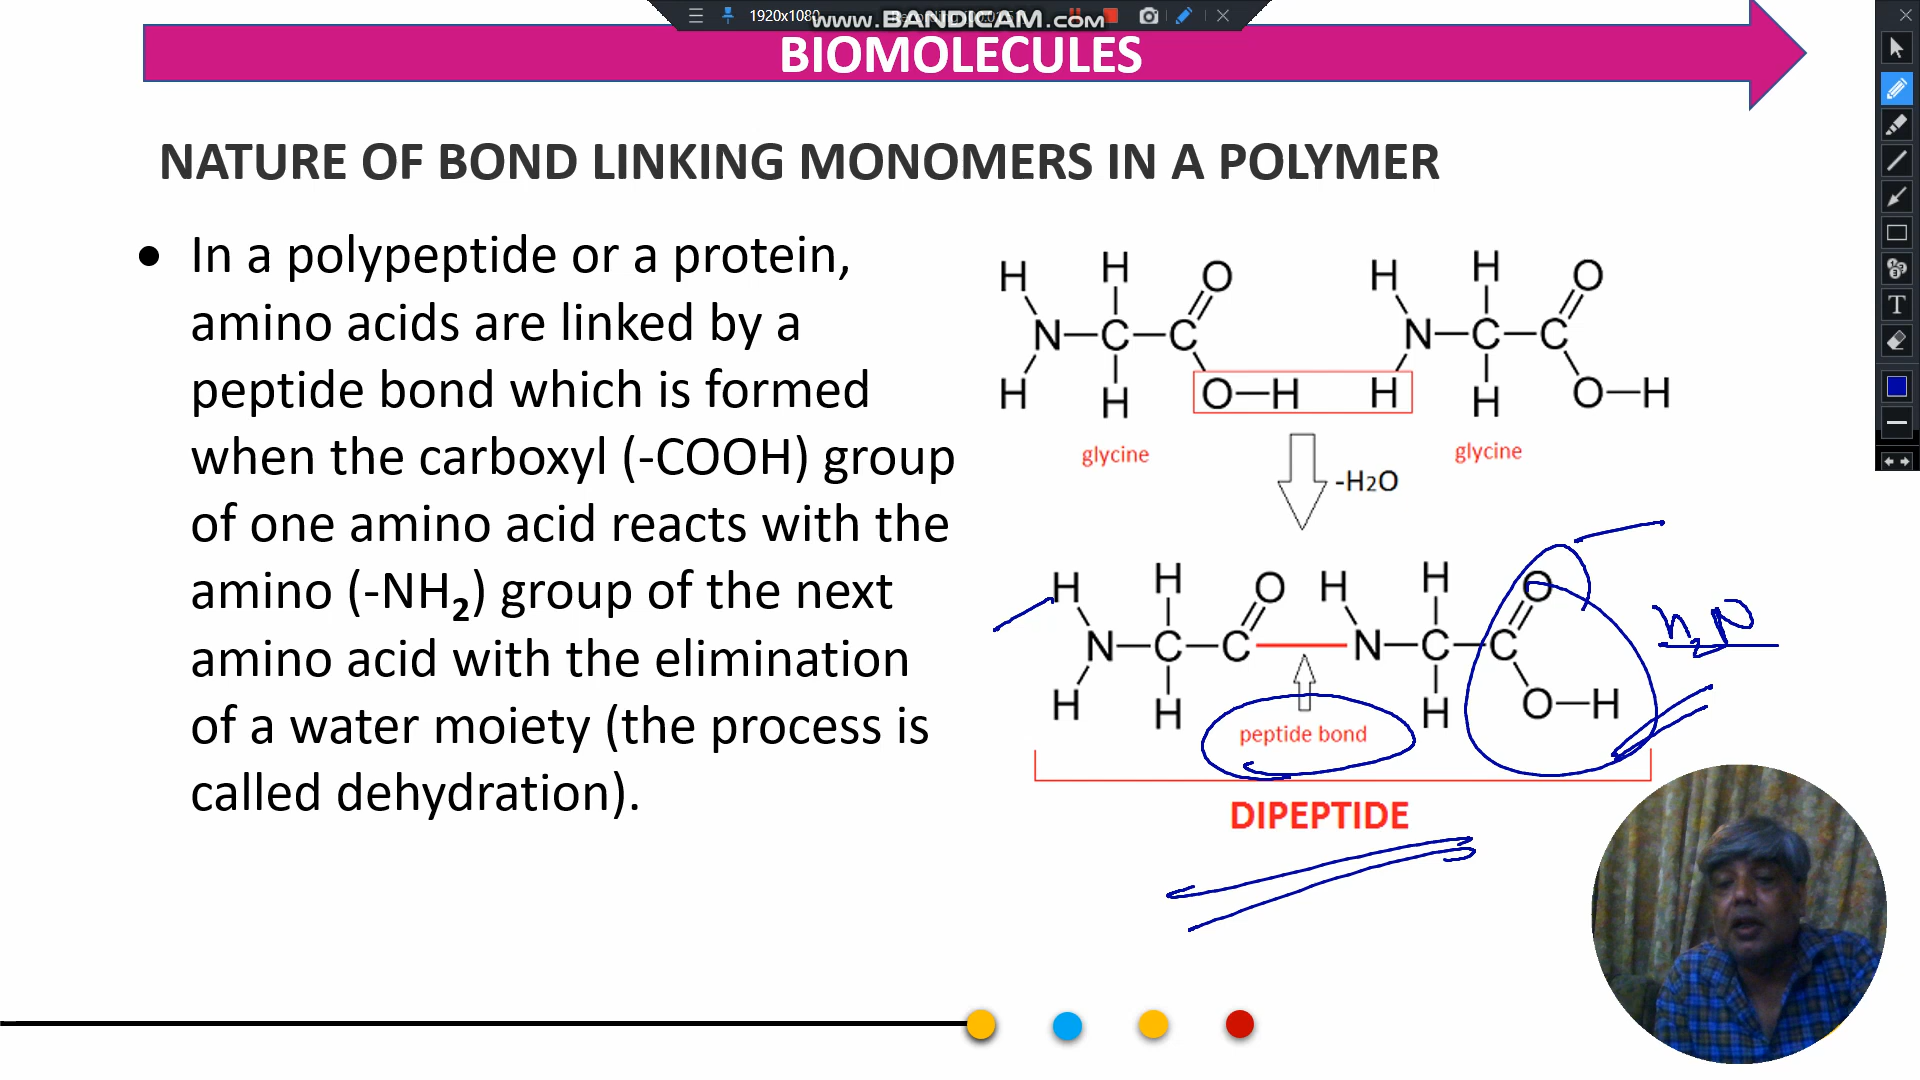 1920x1080
www.BANDICAM.com
BIOMOLECULES
NATURE OF BOND LINKING MONOMERS IN A POLYMER
• In a polypeptide or a protein,
amino acids are linked by a
peptide bond which is formed
when the carboxyl (-COOH) group
of one amino acid reacts with the
amino (-NH₂) group of the next
amino acid with the elimination
of a water moiety (the process is
called dehydration).
H H O H H O
N—C—C N—C—C
H H O—H H H O—H
glycine glycine
-H2O
H H O H H O
N—C—C—N—C—C
H H H O—H
H₂N
peptide bond
DIPEPTIDE
T